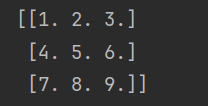 [[1. 2. 3.]
[4. 5. 6.]
[7. 8. 9.]]